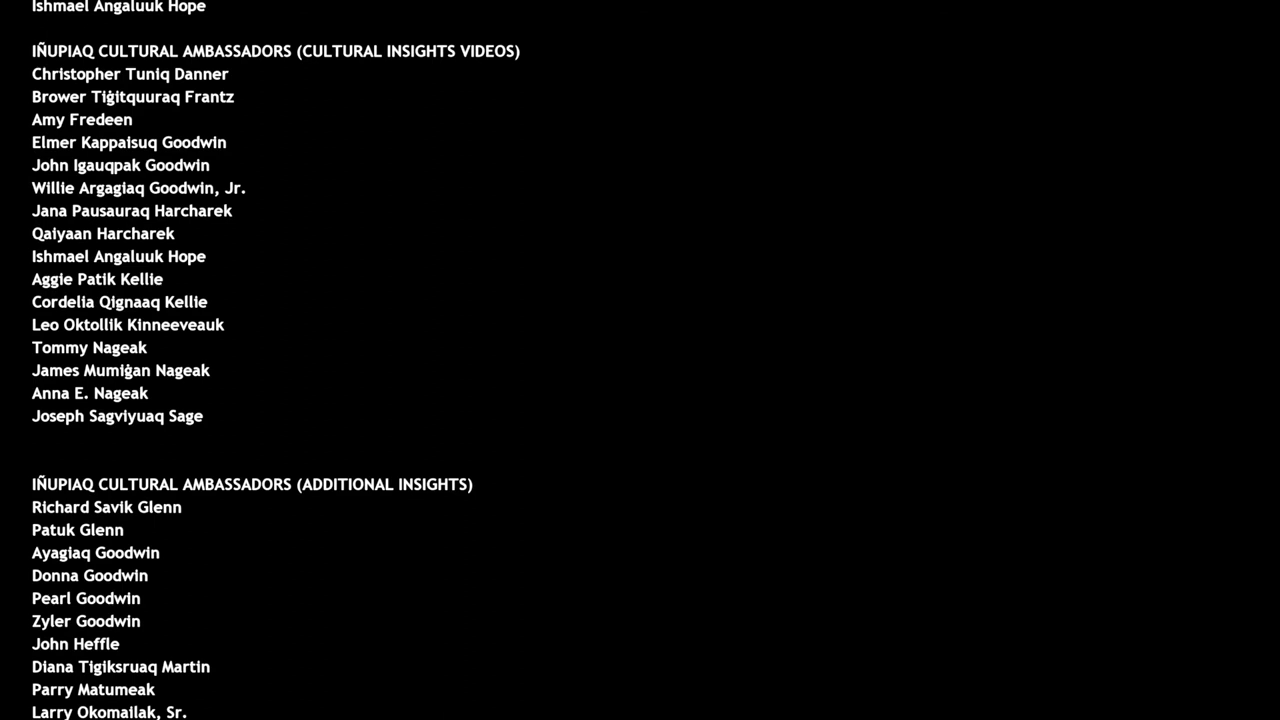 Ishmael Angaluuk Hope
IÑUPIAQ CULTURAL AMBASSADORS (CULTURAL INSIGHTS VIDEOS)
Christopher Tuniq Danner
Brower Tiġitquuraq Frantz
Amy Fredeen
Elmer Kappaisuq Goodwin
John Igauqpak Goodwin
Willie Argagiaq Goodwin, Jr.
Jana Pausauraq Harcharek
Qaiyaan Harcharek
Ishmael Angaluuk Hope
Aggie Patik Kellie
Cordelia Qignaaq Kellie
Leo Oktollik Kinneeveauk
Tommy Nageak
James Mumiġan Nageak
Anna E. Nageak
Joseph Sagviyuaq Sage
IÑUPIAQ CULTURAL AMBASSADORS (ADDITIONAL INSIGHTS)
Richard Savik Glenn
Patuk Glenn
Ayagiaq Goodwin
Donna Goodwin
Pearl Goodwin
Zyler Goodwin
John Heffle
Diana Tigiksruaq Martin
Parry Matumeak
Larry Okomailak, Sr.